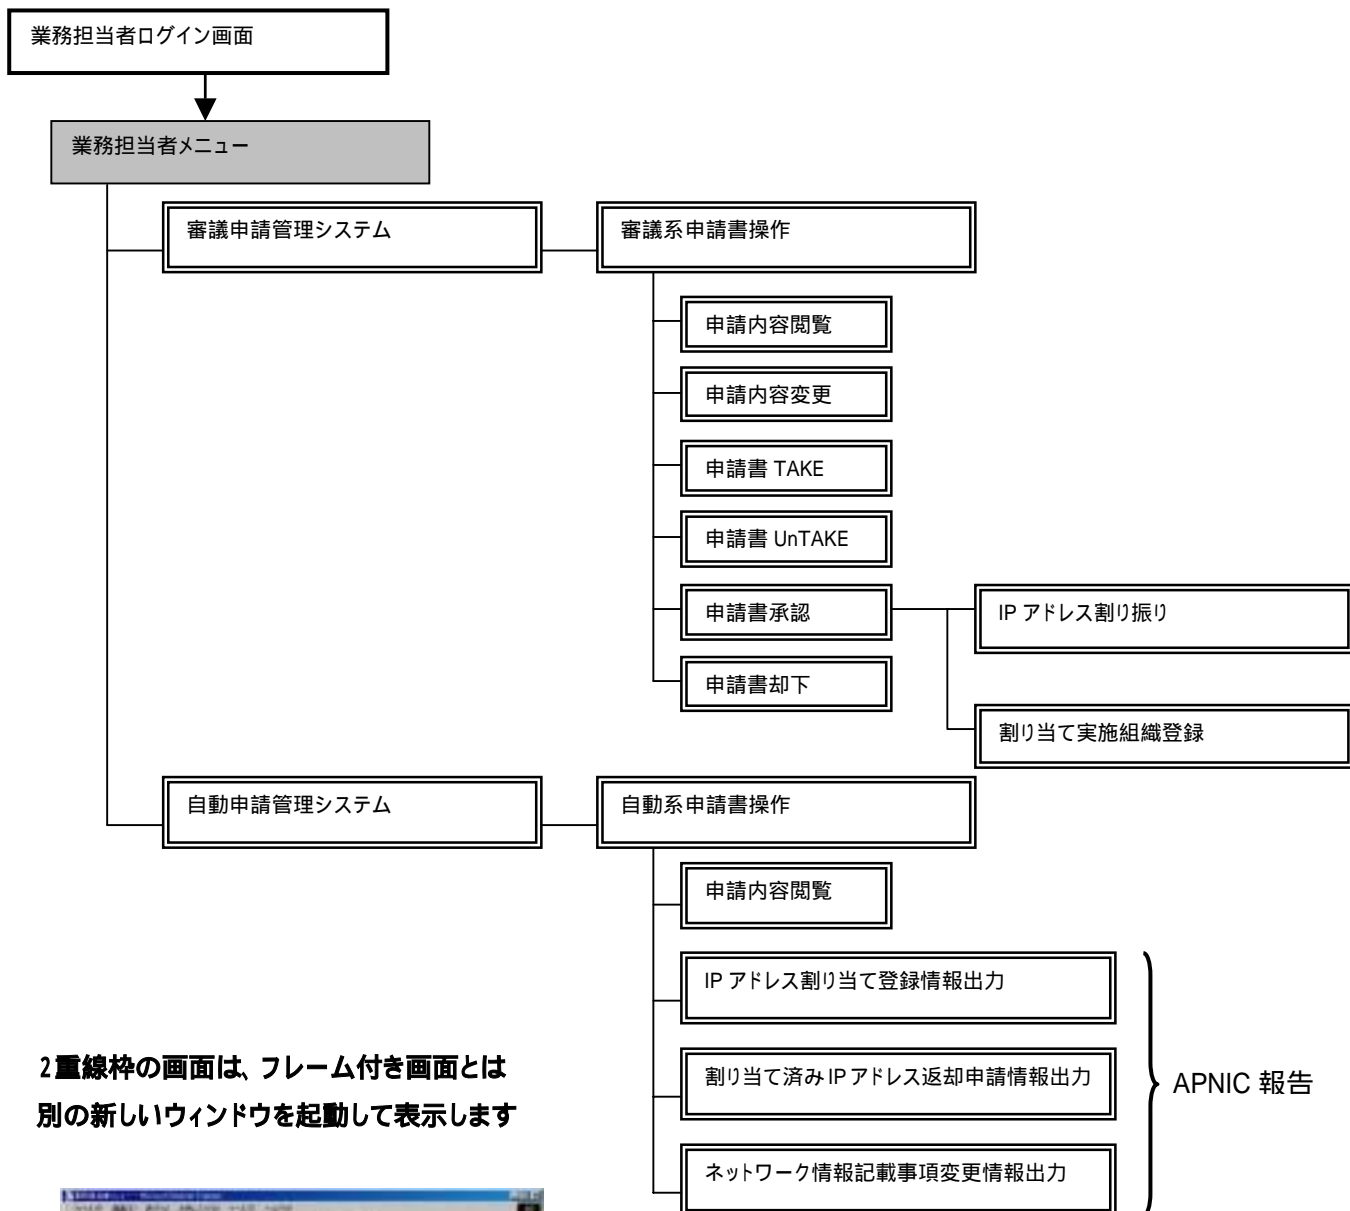 業務担当者ログイン画面
業務担当者メニュー
審議申請管理システム
審議系申請書操作
申請内容閲覧
申請内容変更
申請書 TAKE
申請書 UnTAKE
申請書承認
IP アドレス割り振り
申請書却下
割り当て実施組織登録
自動申請管理システム
自動系申請書操作
申請内容閲覧
IP アドレス割り当て登録情報出力
割り当て済み IP アドレス返却申請情報出力
APNIC 報告
ネットワーク情報記載事項変更情報出力
2重線枠の画面は、フレーム付き画面とは
別の新しいウィンドウを起動して表示します